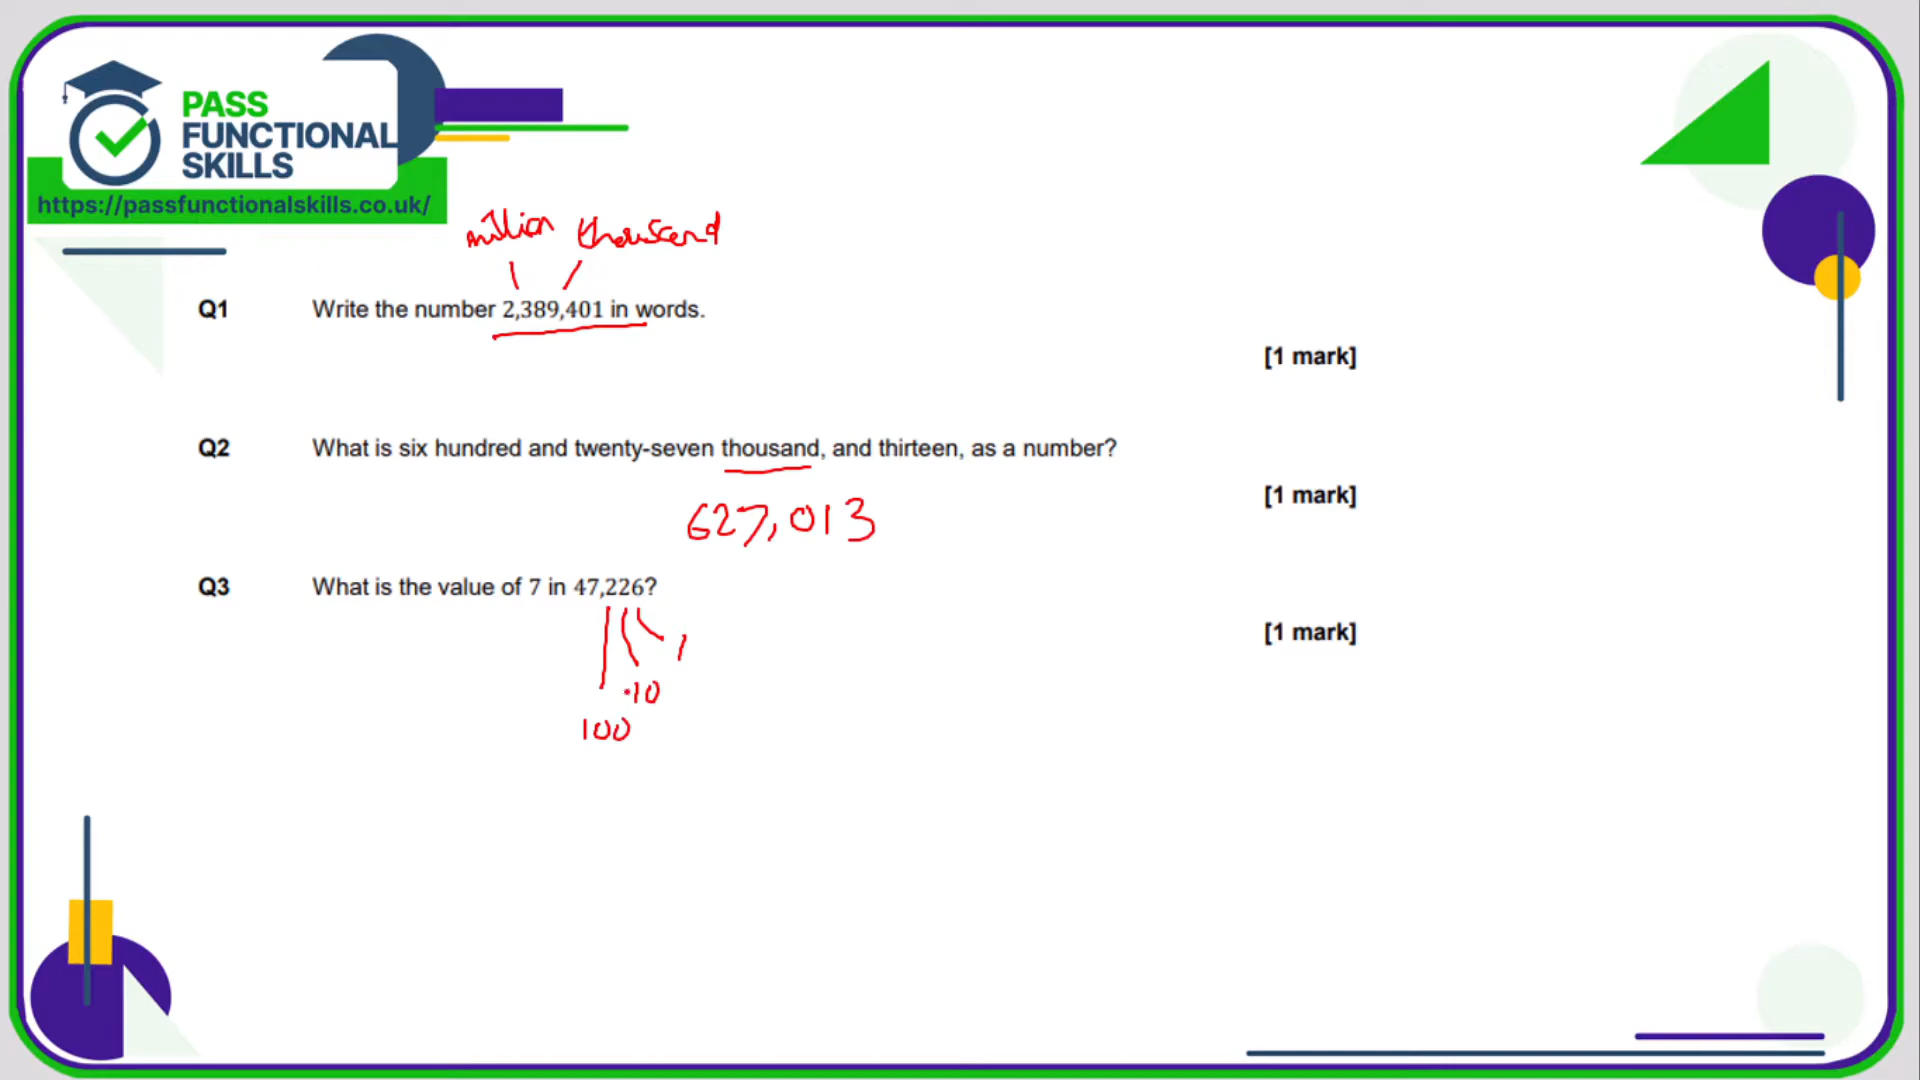 PASS
FUNCTIONAL
SKILLS
https://passfunctionalskills.co.uk/
million thousand
Q1 Write the number 2,389,401 in words.
[1 mark]
Q2 What is six hundred and twenty-seven thousand, and thirteen, as a number?
[1 mark]
627,013
Q3 What is the value of 7 in 47,226?
[1 mark]
1
10
100